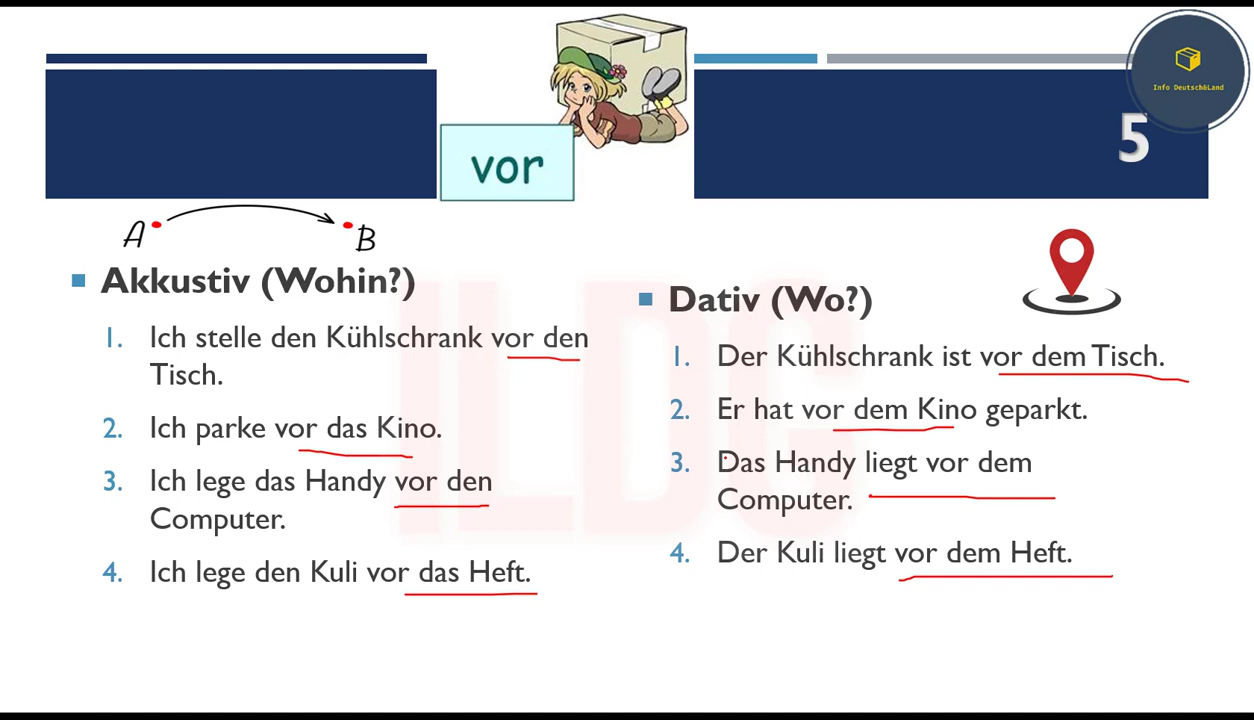 Info Deutsch&Land
vor
5
A
B
Akkustiv (Wohin?)
1. Ich stelle den Kühlschrank vor den
Tisch.
2. Ich parke vor das Kino.
3. Ich lege das Handy vor den
Computer.
4. Ich lege den Kuli vor das Heft.
Dativ (Wo?)
1. Der Kühlschrank ist vor dem Tisch.
2. Er hat vor dem Kino geparkt.
3. Das Handy liegt vor dem
Computer.
4. Der Kuli liegt vor dem Heft.
ILDG